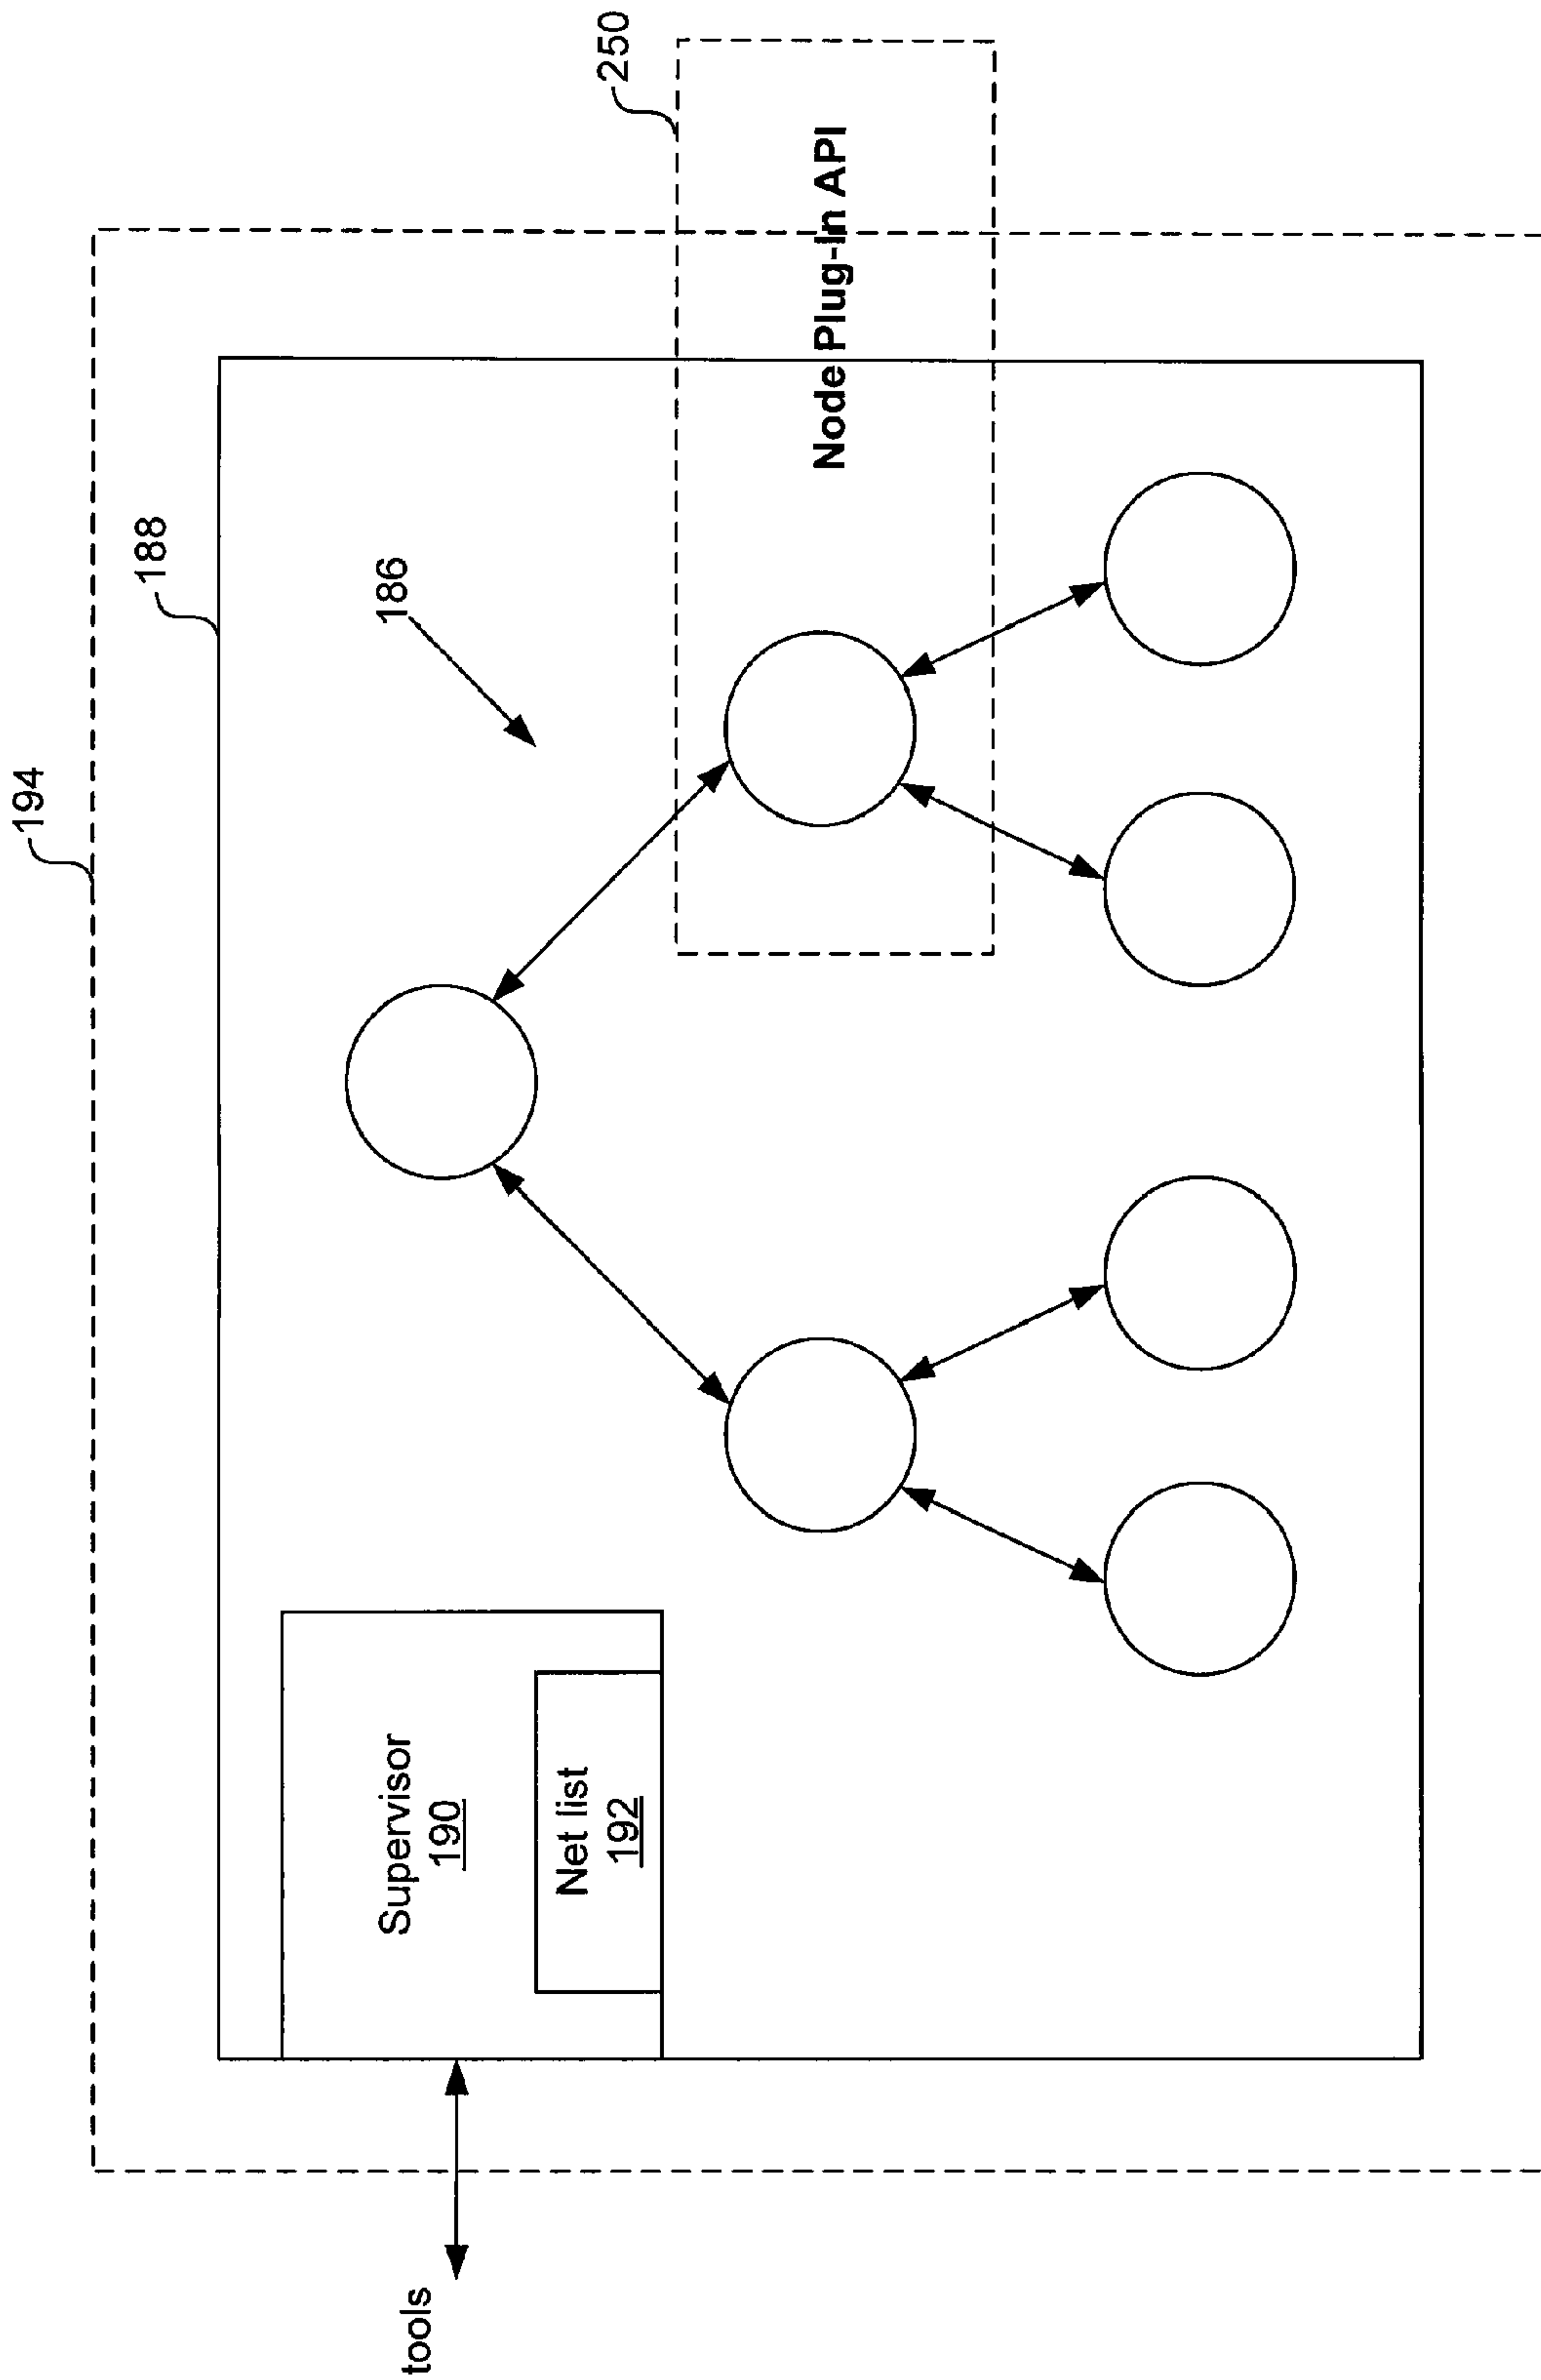 194
188
186
250
Supervisor
190
Net list
192
tools
Node Plug-in API